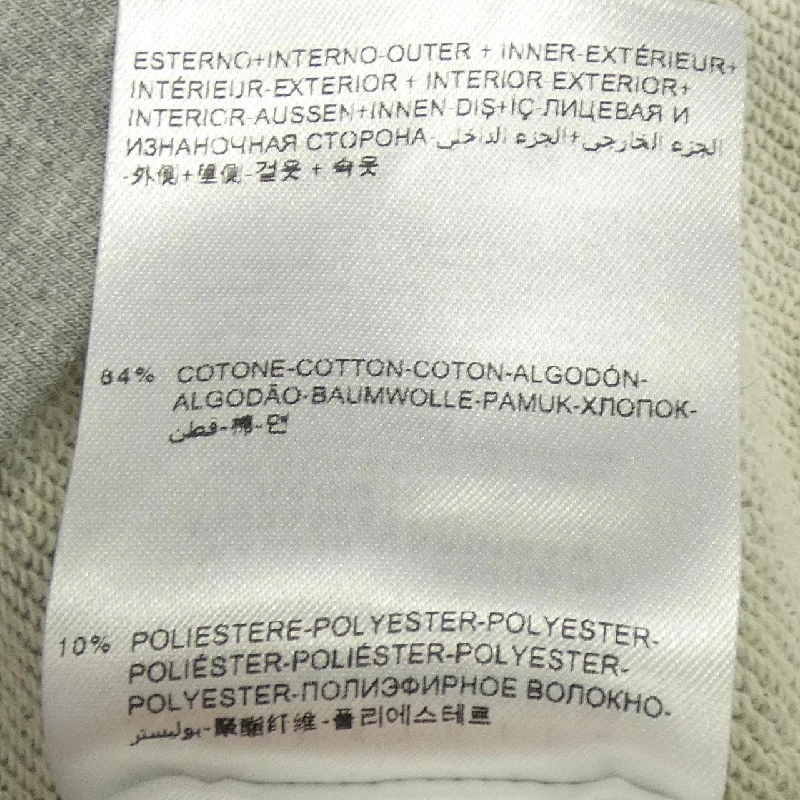 ESTERNO+INTERNO-OUTER + INNER-EXTÉRIEUR+
INTÉRIEUR-EXTERIOR + INTERIOR-EXTERIOR+
INTERIOR-AUSSEN+INNEN-DIŞ+İÇ-ЛИЦЕВАЯ И
ИЗНАНОЧНАЯ СТОРОНА-الجزء الخارجي+الجزء الداخلي
-外側+裡側-겉옷 + 속옷
84% COTONE-COTTON-COTON-ALGODÓN-
ALGODÃO-BAUMWOLLE-PAMUK-ХЛОПОК-
قطن-棉-면
10% POLIESTERE-POLYESTER-POLYESTER-
POLIÉSTER-POLIÉSTER-POLYESTER-
POLYESTER-ПОЛИЭФИРНОЕ ВОЛОКНО-
بوليستر-聚酯纤维-폴리에스테르